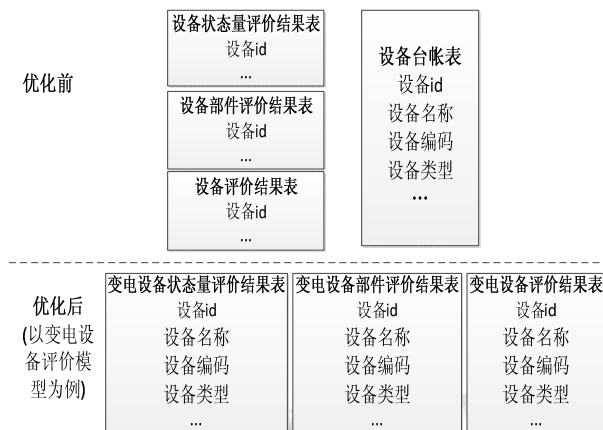 优化前
设备状态量评价结果表
设备id
...
设备部件评价结果表
设备id
...
设备评价结果表
设备id
...
设备台帐表
设备id
设备名称
设备编码
设备类型
...
优化后
(以变电设
备评价模
型为例)
变电设备状态量评价结果表
设备id
设备名称
设备编码
设备类型
...
变电设备部件评价结果表
设备id
设备名称
设备编码
设备类型
...
变电设备评价结果表
设备id
设备名称
设备编码
设备类型
...